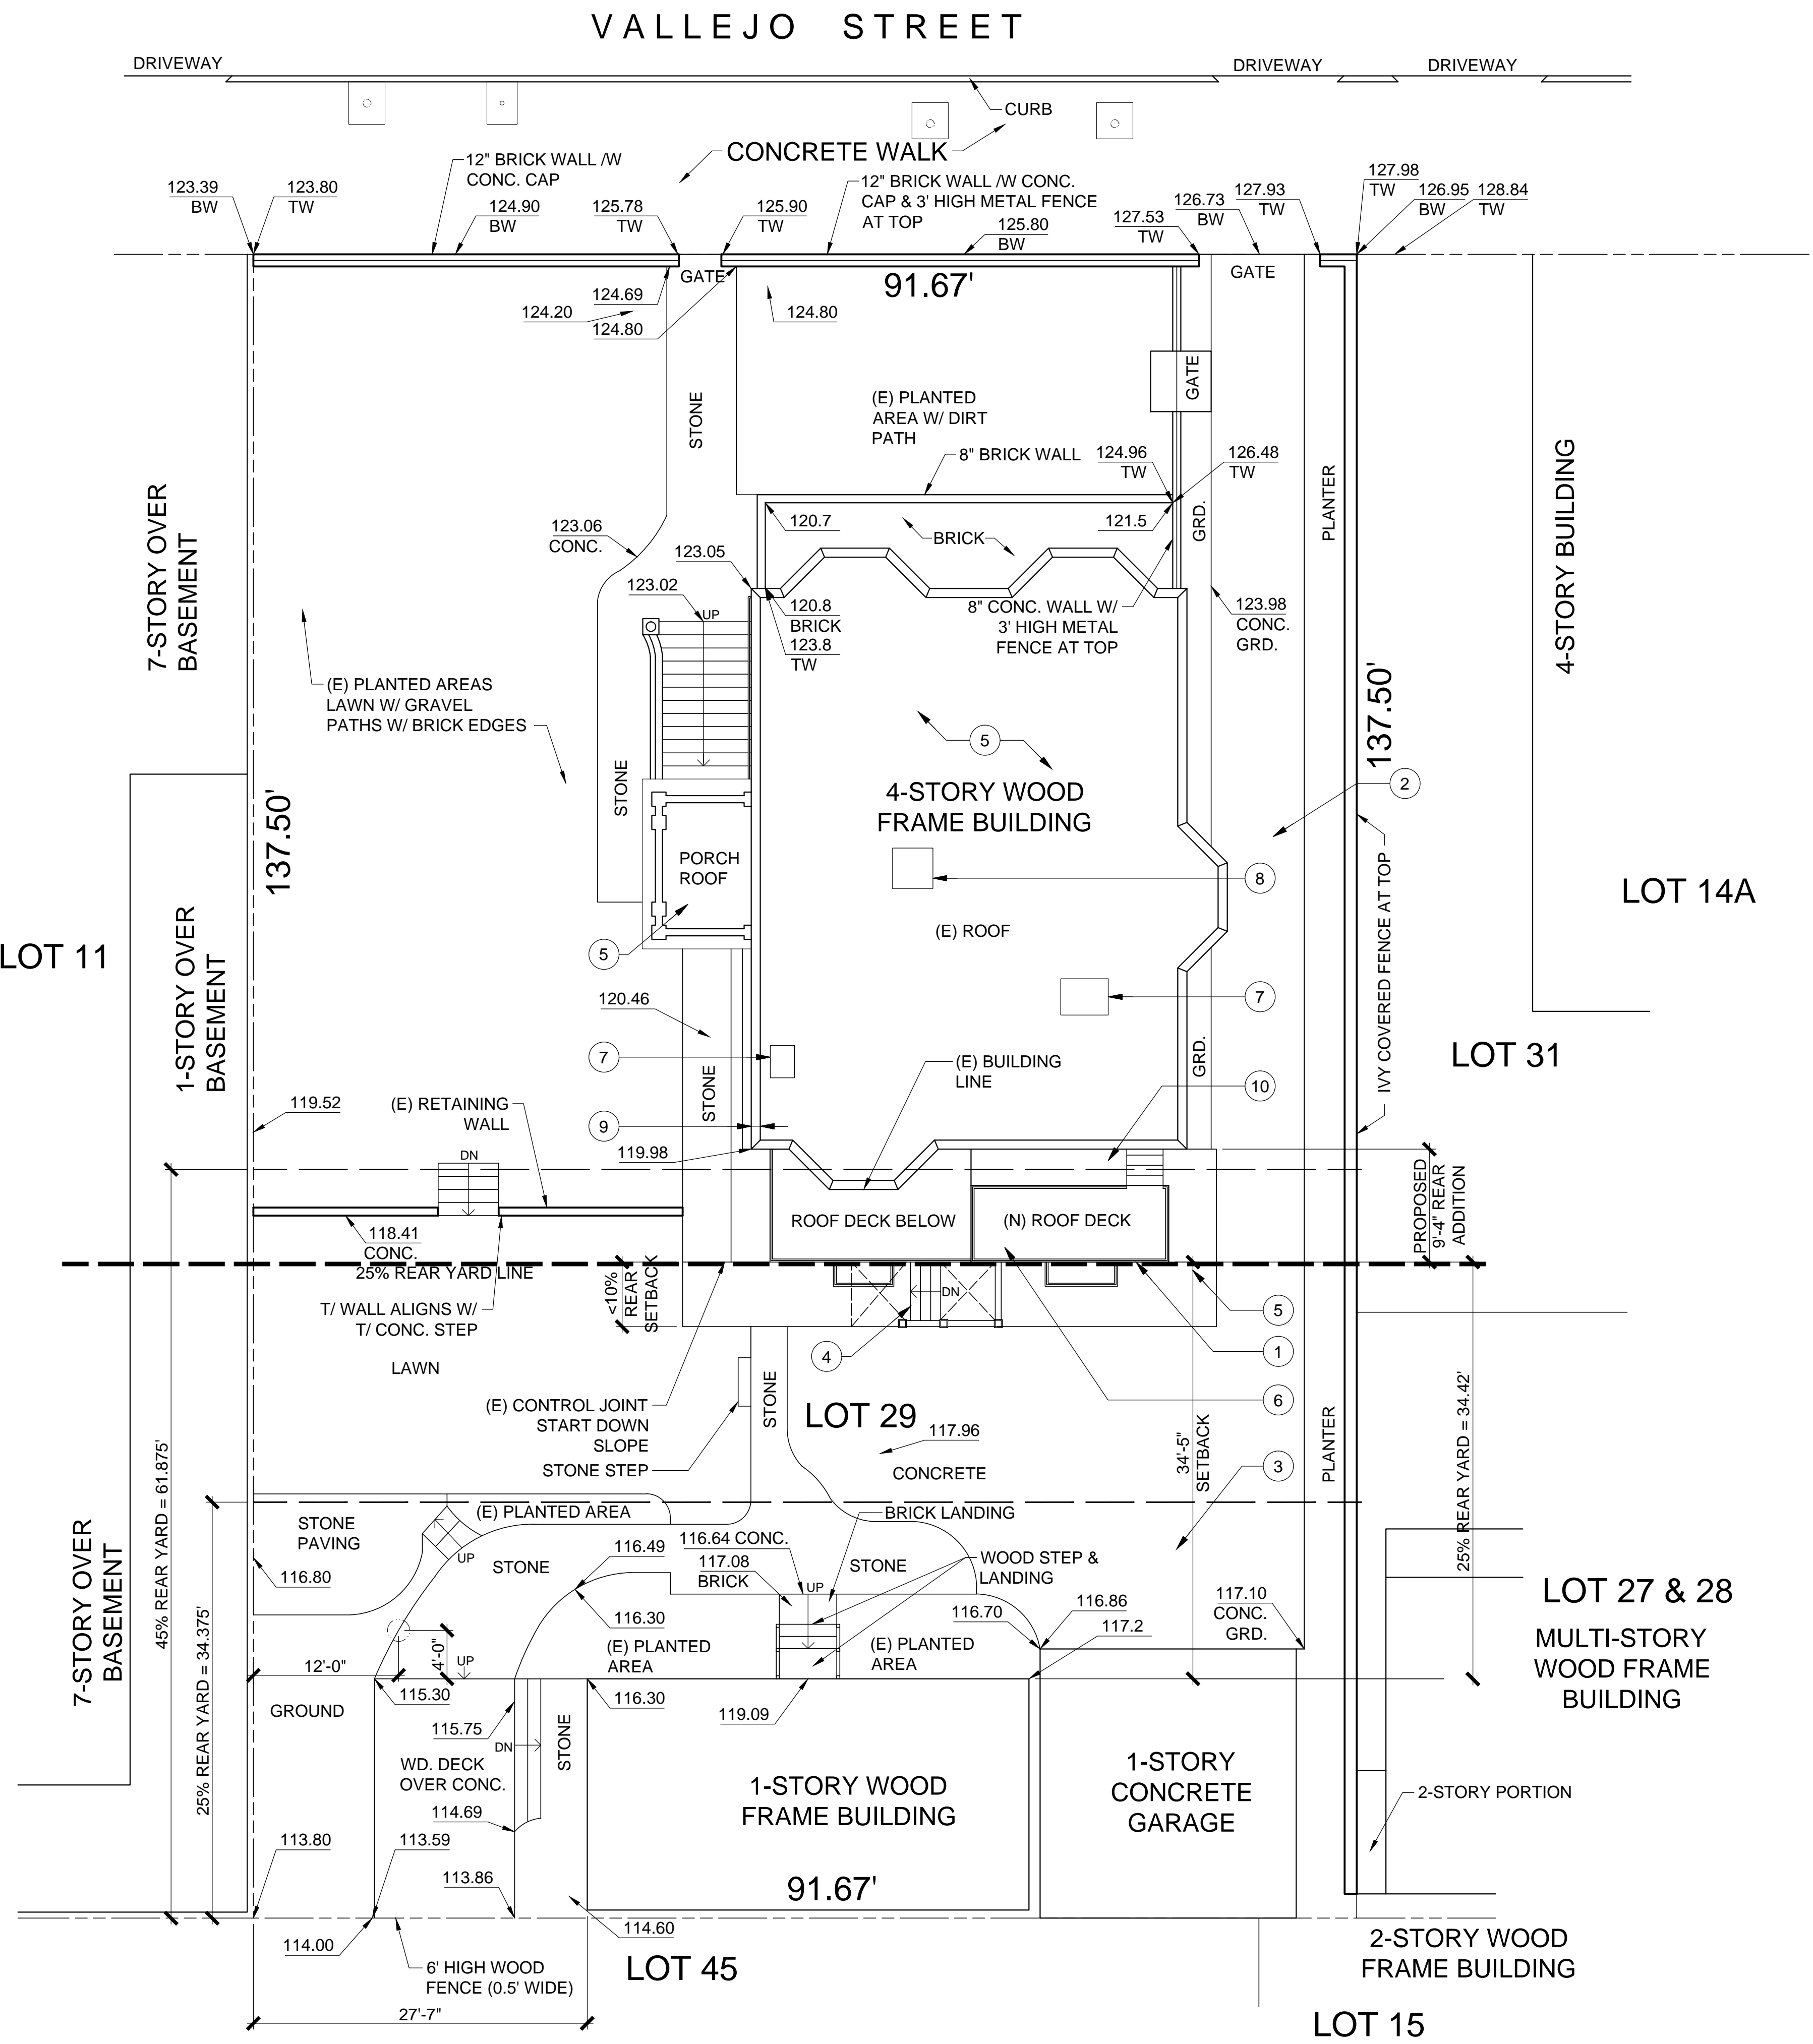 VALLEJO STREET
DRIVEWAY
DRIVEWAY
DRIVEWAY
CURB
CONCRETE WALK
12" BRICK WALL /W
CONC. CAP
12" BRICK WALL /W CONC.
CAP & 3' HIGH METAL FENCE
AT TOP
123.39
BW
123.80
TW
124.90
BW
125.78
TW
125.90
TW
125.80
BW
127.53
TW
126.73
BW
127.93
TW
127.98
TW
126.95
BW
128.84
TW
GATE
91.67'
GATE
124.69
124.20
124.80
124.80
GATE
STONE
(E) PLANTED
AREA W/ DIRT
PATH
8" BRICK WALL
124.96
TW
126.48
TW
7-STORY OVER
BASEMENT
4-STORY BUILDING
PLANTER
GRD.
123.06
CONC.
120.7
121.5
BRICK
123.05
123.02
UP
120.8
BRICK
123.8
TW
8" CONC. WALL W/
3' HIGH METAL
FENCE AT TOP
123.98
CONC.
GRD.
(E) PLANTED AREAS
LAWN W/ GRAVEL
PATHS W/ BRICK EDGES
137.50'
5
2
STONE
4-STORY WOOD
FRAME BUILDING
137.50'
PORCH
ROOF
8
LOT 14A
(E) ROOF
IVY COVERED FENCE AT TOP
LOT 11
5
1-STORY OVER
BASEMENT
120.46
7
7
STONE
(E) BUILDING
LINE
GRD.
LOT 31
10
119.52
(E) RETAINING
WALL
9
119.98
DN
PROPOSED
9'-4" REAR
ADDITION
ROOF DECK BELOW
(N) ROOF DECK
118.41
CONC.
25% REAR YARD LINE
<10%
REAR
SETBACK
DN
T/ WALL ALIGNS W/
T/ CONC. STEP
5
4
1
LAWN
6
(E) CONTROL JOINT
START DOWN
SLOPE
STONE STEP
STONE
LOT 29
117.96
CONCRETE
34'-5"
SETBACK
3
PLANTER
25% REAR YARD = 34.42'
45% REAR YARD = 61.875'
25% REAR YARD = 34.375'
7-STORY OVER
BASEMENT
STONE
PAVING
(E) PLANTED AREA
BRICK LANDING
UP
STONE
116.49
116.64 CONC.
117.08
BRICK
STONE
WOOD STEP &
LANDING
UP
116.80
116.30
116.70
116.86
117.10
CONC.
GRD.
117.2
LOT 27 & 28
MULTI-STORY
WOOD FRAME
BUILDING
(E) PLANTED
AREA
(E) PLANTED
AREA
12'-0"
4'-0"
UP
115.30
116.30
119.09
GROUND
115.75
DN
STONE
WD. DECK
OVER CONC.
1-STORY WOOD
FRAME BUILDING
1-STORY
CONCRETE
GARAGE
2-STORY PORTION
114.69
113.80
113.59
113.86
91.67'
114.60
114.00
6' HIGH WOOD
FENCE (0.5' WIDE)
LOT 45
2-STORY WOOD
FRAME BUILDING
27'-7"
LOT 15